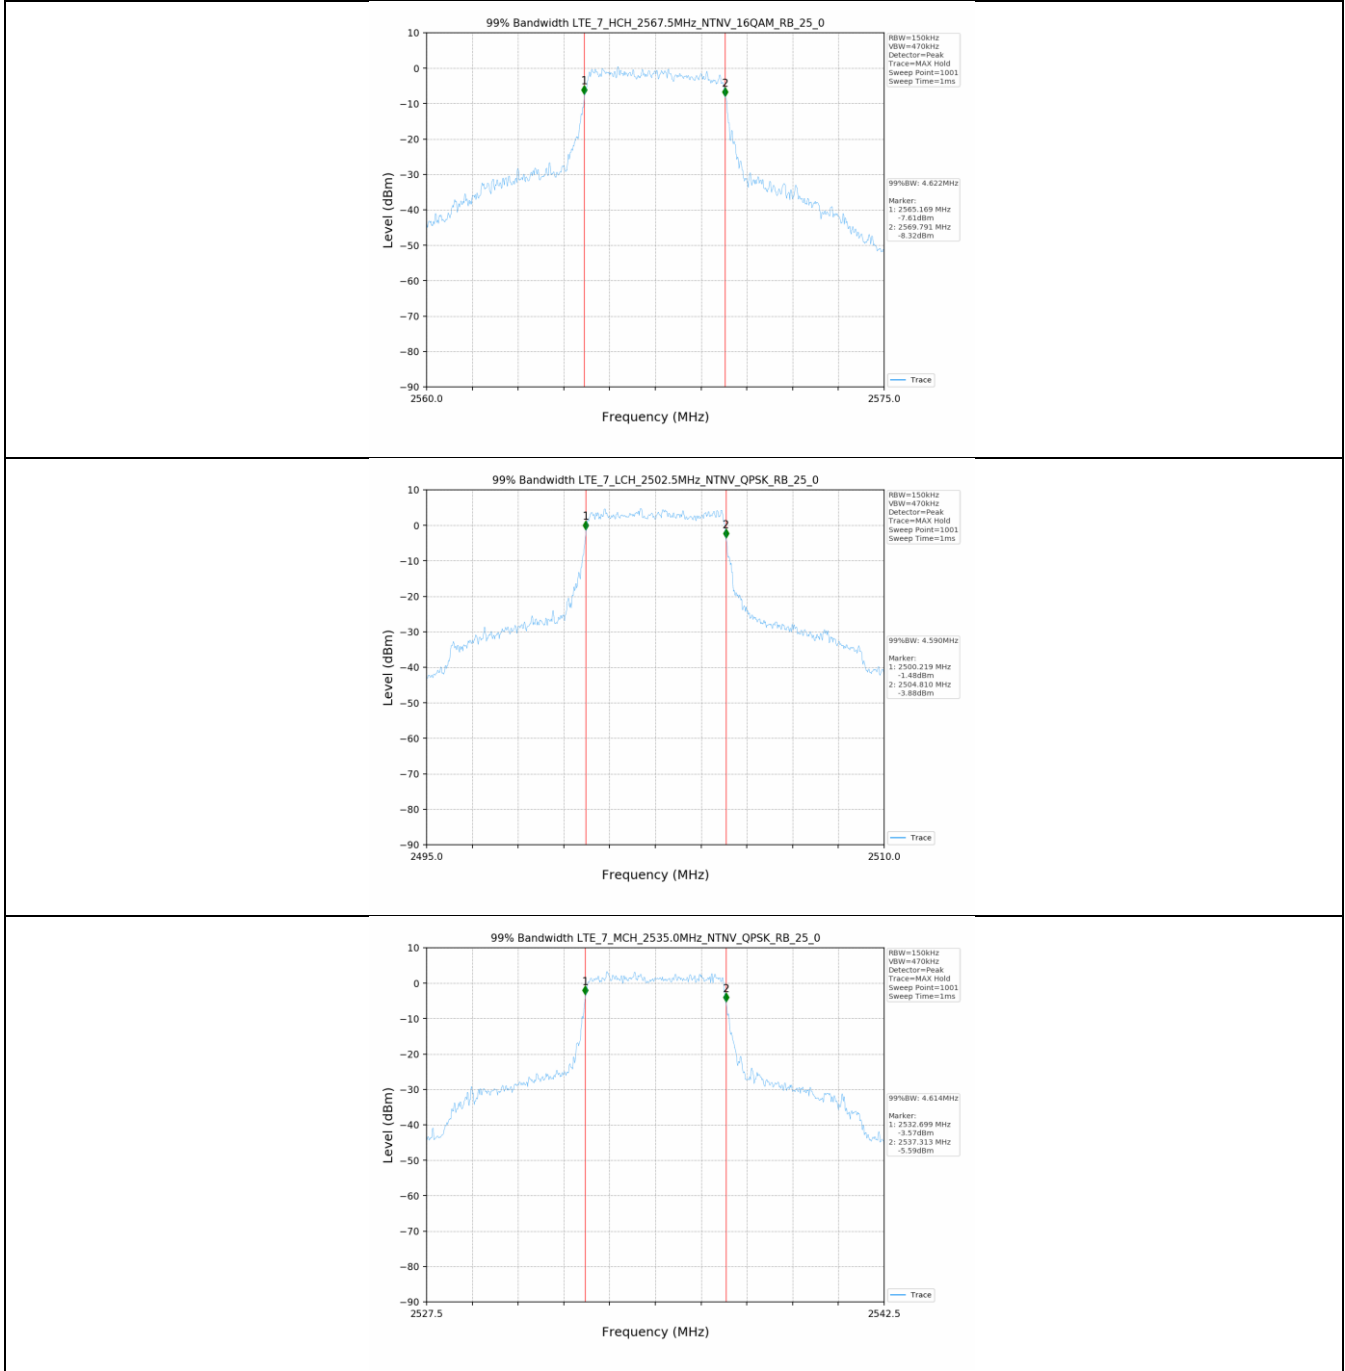 99% Bandwidth LTE_7_HCH_2567.5MHz_NTNV_16QAM_RB_25_0
RBW=150kHz
VBW=470kHz
Detector=Peak
Trace=MAX Hold
Sweep Point=1001
Sweep Time=1ms
10
0
−10
−20
−30
−40
−50
−60
−70
−80
−90
Level (dBm)
1
2
99%BW: 4.622MHz
Marker:
1: 2565.169 MHz
-7.61dBm
2: 2569.791 MHz
-8.32dBm
Trace
2560.0
2575.0
Frequency (MHz)
99% Bandwidth LTE_7_LCH_2502.5MHz_NTNV_QPSK_RB_25_0
RBW=150kHz
VBW=470kHz
Detector=Peak
Trace=MAX Hold
Sweep Point=1001
Sweep Time=1ms
10
0
−10
−20
−30
−40
−50
−60
−70
−80
−90
Level (dBm)
1
2
99%BW: 4.590MHz
Marker:
1: 2500.219 MHz
-1.48dBm
2: 2504.810 MHz
-3.88dBm
Trace
2495.0
2510.0
Frequency (MHz)
99% Bandwidth LTE_7_MCH_2535.0MHz_NTNV_QPSK_RB_25_0
RBW=150kHz
VBW=470kHz
Detector=Peak
Trace=MAX Hold
Sweep Point=1001
Sweep Time=1ms
10
0
−10
−20
−30
−40
−50
−60
−70
−80
−90
Level (dBm)
1
2
99%BW: 4.614MHz
Marker:
1: 2532.699 MHz
-3.57dBm
2: 2537.313 MHz
-5.59dBm
Trace
2527.5
2542.5
Frequency (MHz)